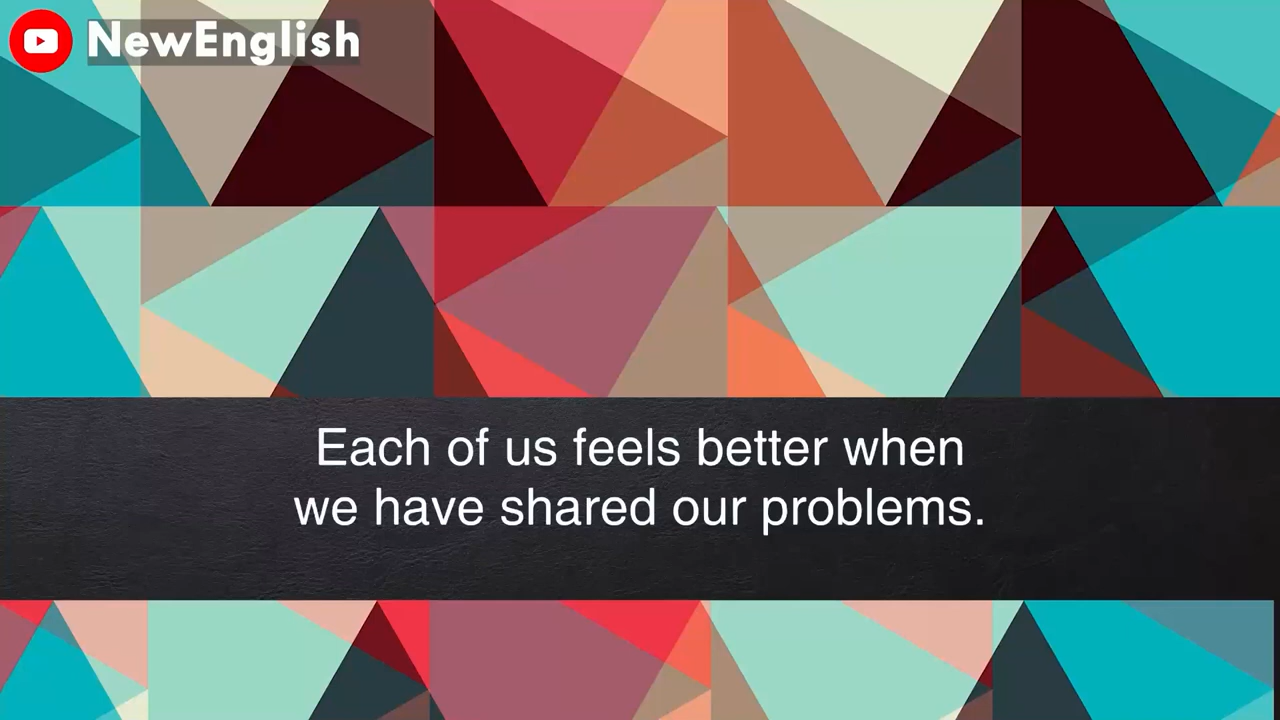 NewEnglish
Each of us feels better when
we have shared our problems.